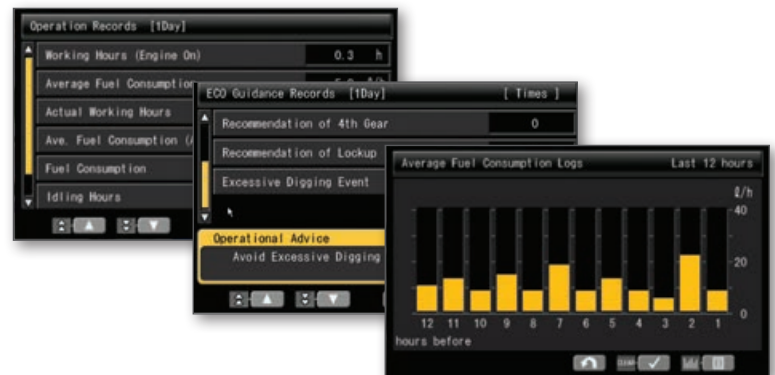 Operation Records [1Day]
Working Hours (Engine On) 0.3 h
Average Fuel Consumption
Actual Working Hours
Ave. Fuel Consumption
Fuel Consumption
Idling Hours
ECO Guidance Records [1Day] [ Times ]
Recommendation of 4th Gear 0
Recommendation of Lockup
Excessive Digging Event
Operational Advice
Avoid Excessive Digging
Average Fuel Consumption Logs Last 12 hours
ℓ/h
40
20
0
12 11 10 9 8 7 6 5 4 3 2 1
hours before
CLEAR